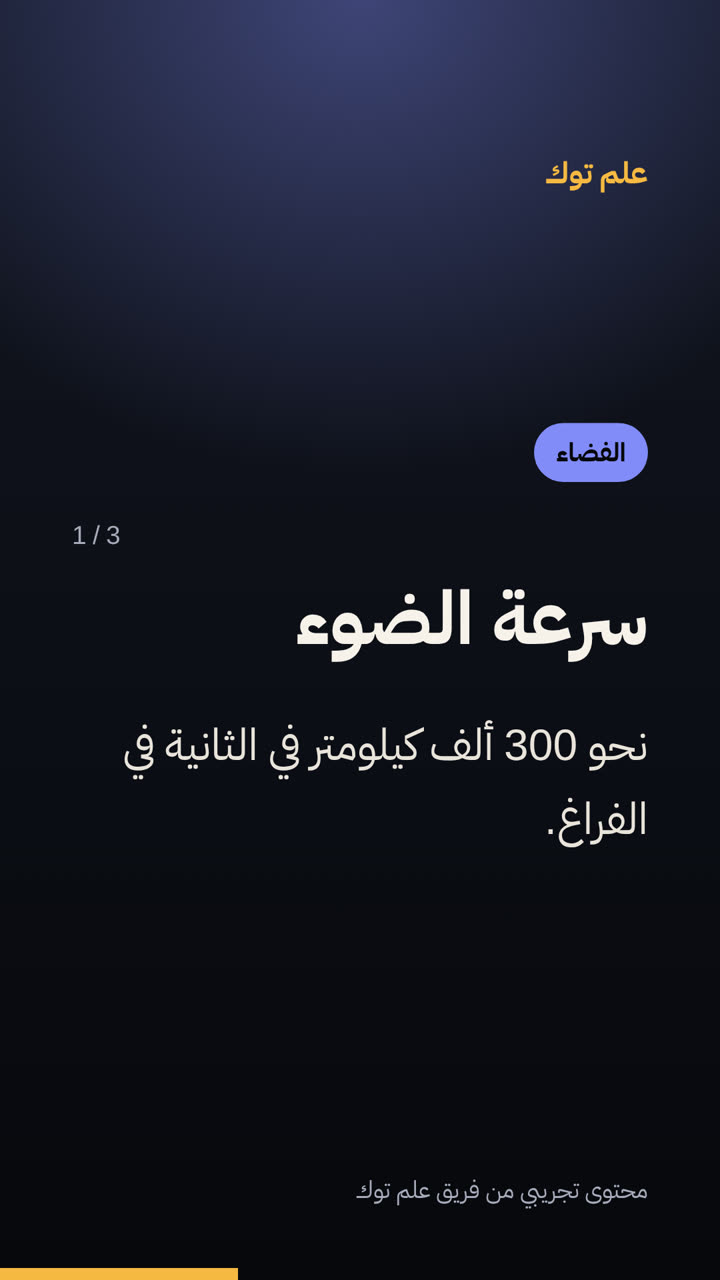 علم توك
الفضاء
1 / 3
سرعة الضوء
نحو 300 ألف كيلومتر في الثانية في
الفراغ.
محتوى تجريبي من فريق علم توك